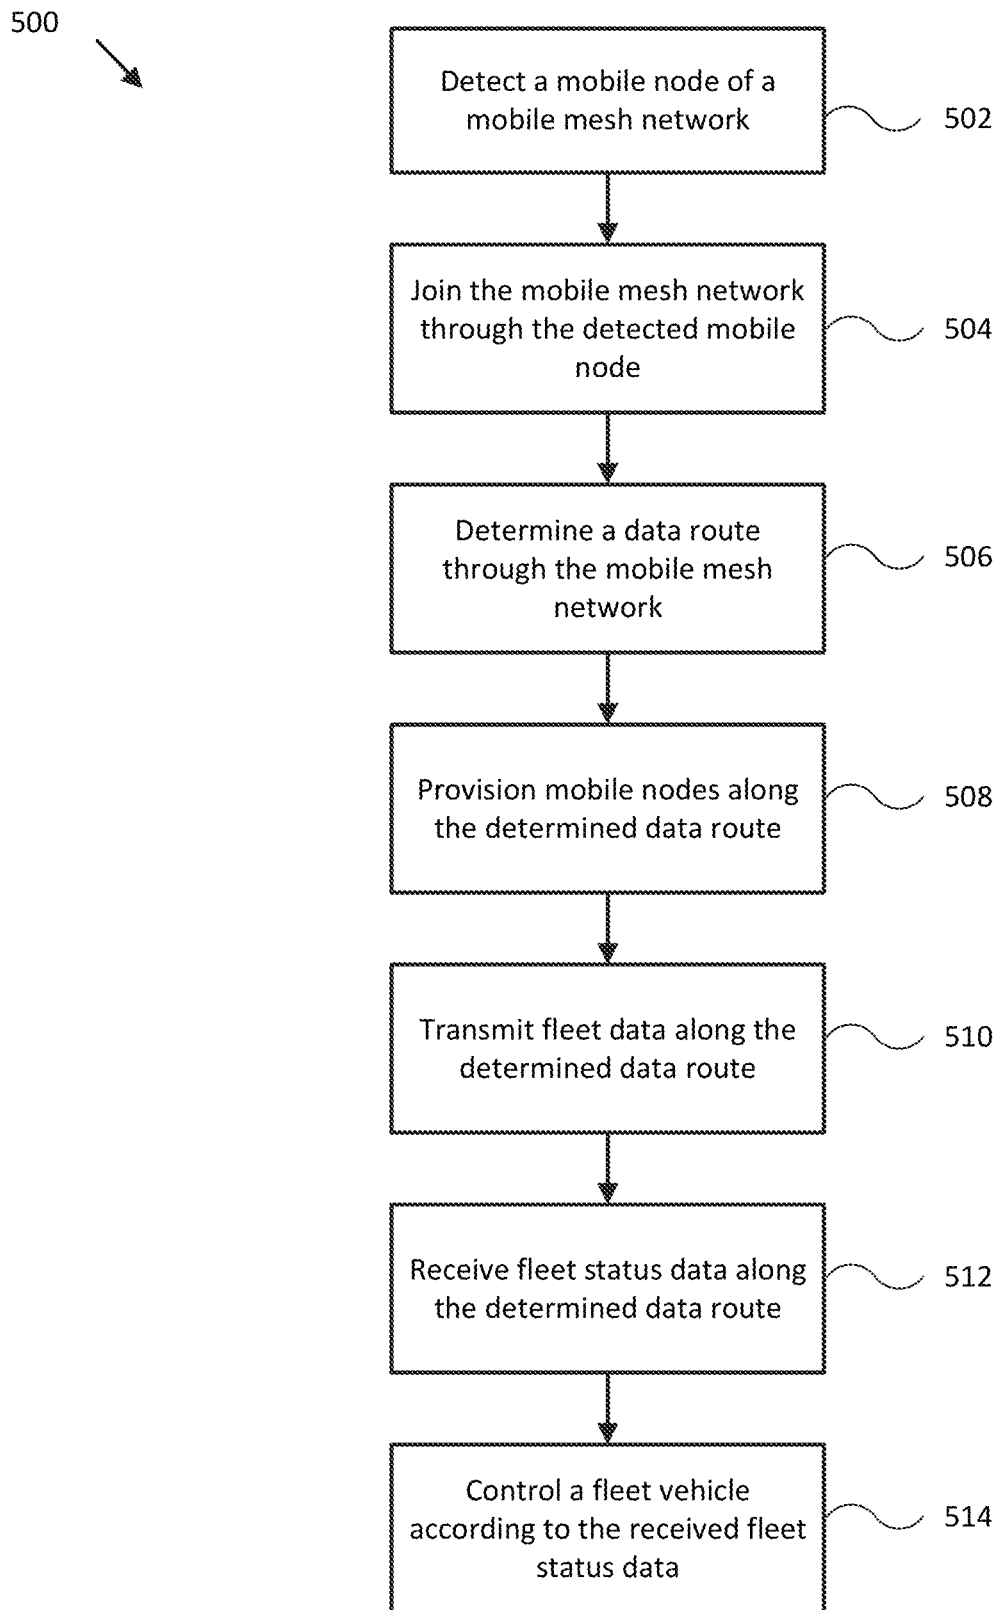 500
Detect a mobile node of a
mobile mesh network
502
Join the mobile mesh network
through the detected mobile
node
504
Determine a data route
through the mobile mesh
network
506
Provision mobile nodes along
the determined data route
508
Transmit fleet data along the
determined data route
510
Receive fleet status data along
the determined data route
512
Control a fleet vehicle
according to the received fleet
status data
514